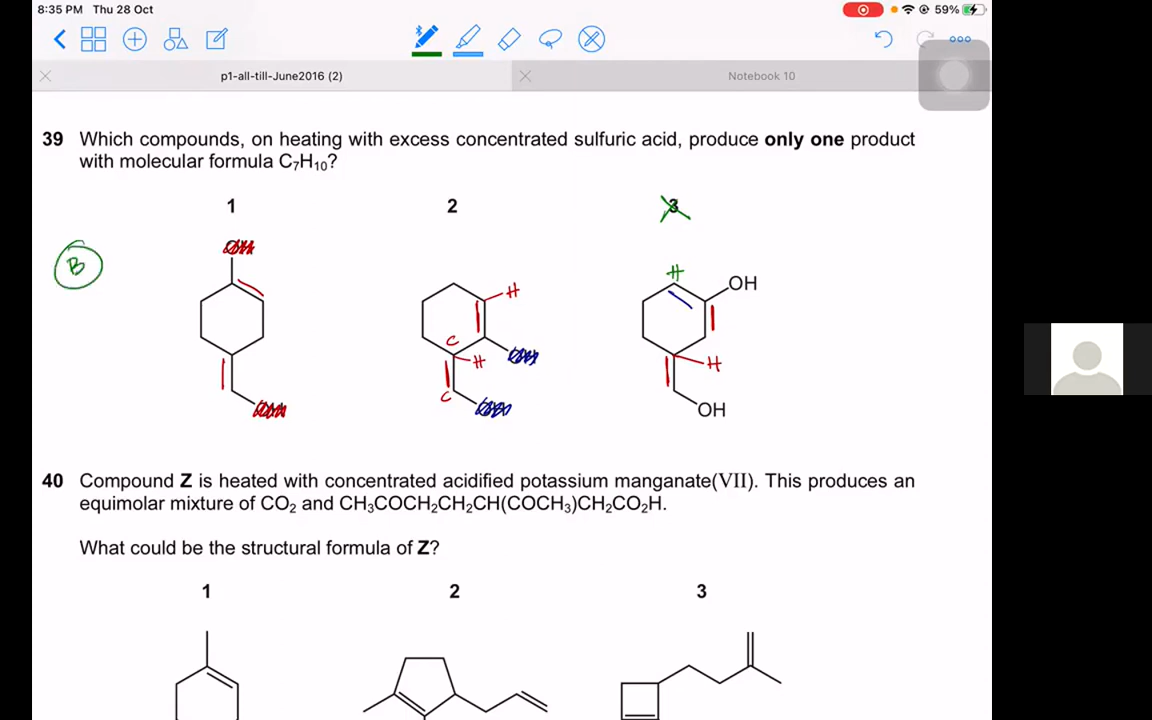 8:35 PM Thu 28 Oct
59%
p1-all-till-June2016 (2)
Notebook 10
39 Which compounds, on heating with excess concentrated sulfuric acid, produce only one product
with molecular formula C₇H₁₀?
1 2 3
B
OH
H
OH
C
H
H
C
OH
40 Compound Z is heated with concentrated acidified potassium manganate(VII). This produces an
equimolar mixture of CO₂ and CH₃COCH₂CH₂CH(COCH₃)CH₂CO₂H.
What could be the structural formula of Z?
1 2 3